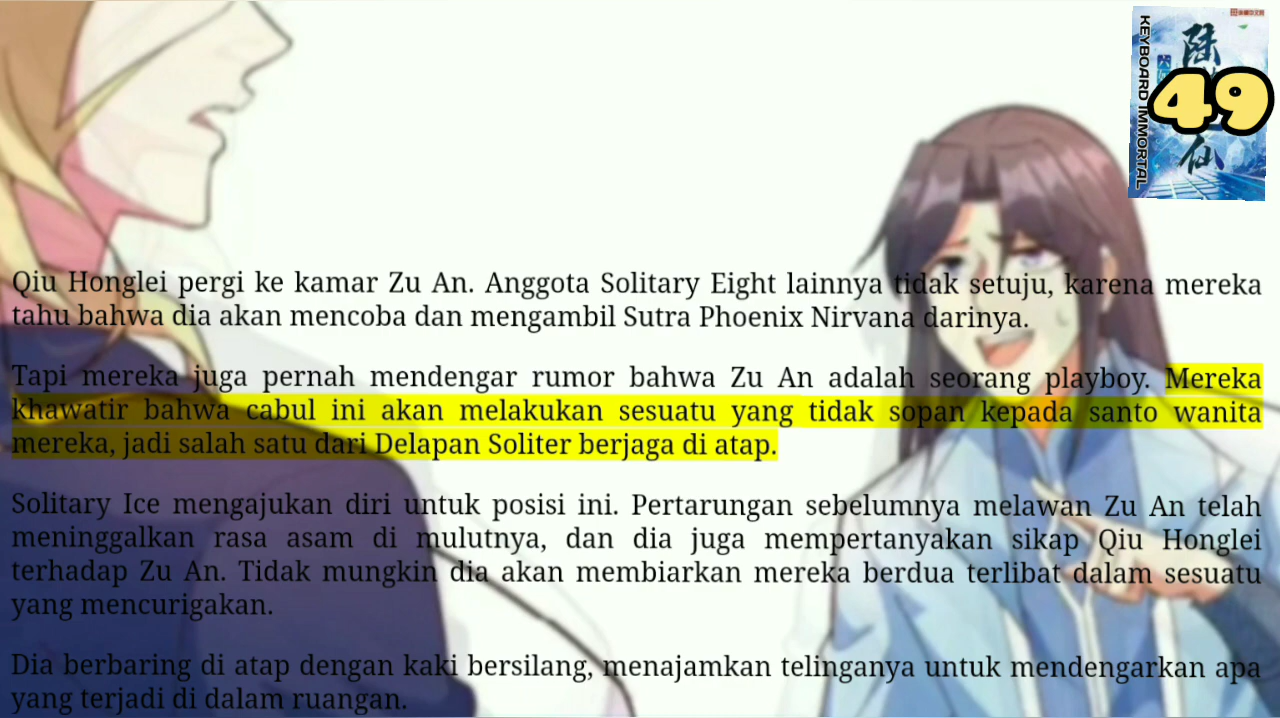 KEYBOARD IMMORTAL
陆
仙
49
Qiu Honglei pergi ke kamar Zu An. Anggota Solitary Eight lainnya tidak setuju, karena mereka
tahu bahwa dia akan mencoba dan mengambil Sutra Phoenix Nirvana darinya.
Tapi mereka juga pernah mendengar rumor bahwa Zu An adalah seorang playboy. Mereka
khawatir bahwa cabul ini akan melakukan sesuatu yang tidak sopan kepada santo wanita
mereka, jadi salah satu dari Delapan Soliter berjaga di atap.
Solitary Ice mengajukan diri untuk posisi ini. Pertarungan sebelumnya melawan Zu An telah
meninggalkan rasa asam di mulutnya, dan dia juga mempertanyakan sikap Qiu Honglei
terhadap Zu An. Tidak mungkin dia akan membiarkan mereka berdua terlibat dalam sesuatu
yang mencurigakan.
Dia berbaring di atap dengan kaki bersilang, menajamkan telinganya untuk mendengarkan apa
yang terjadi di dalam ruangan.